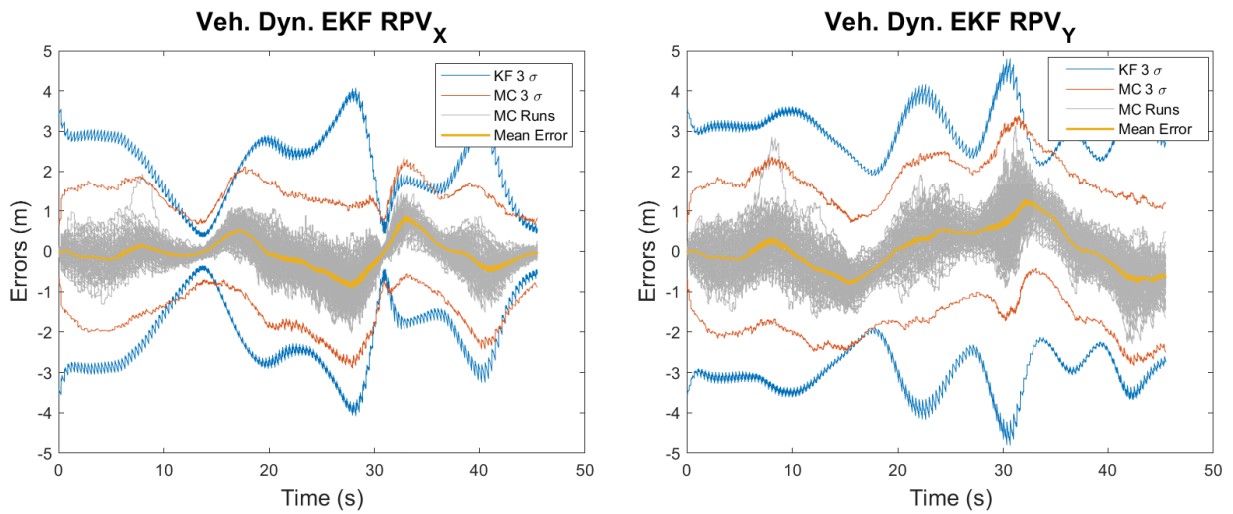 Veh. Dyn. EKF RPV_X
5
4
3
2
1
0
-1
-2
-3
-4
-5
Errors (m)
0 10 20 30 40 50
Time (s)
KF 3 σ
MC 3 σ
MC Runs
Mean Error
Veh. Dyn. EKF RPV_Y
5
4
3
2
1
0
-1
-2
-3
-4
-5
Errors (m)
0 10 20 30 40 50
Time (s)
KF 3 σ
MC 3 σ
MC Runs
Mean Error